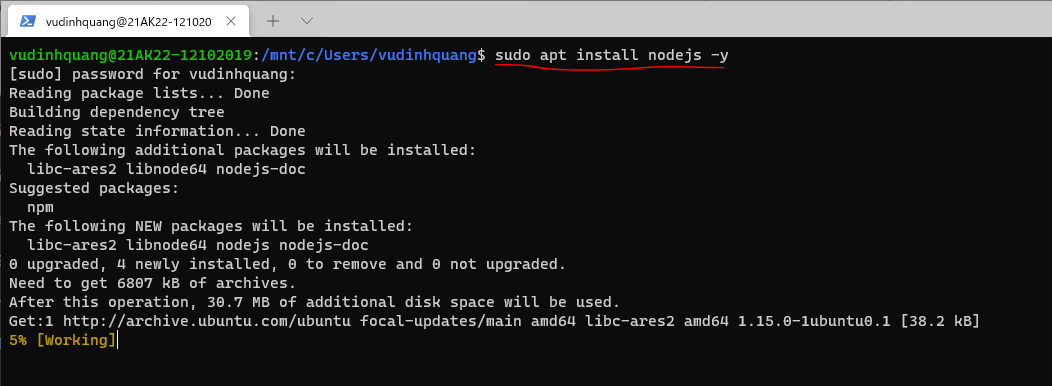 vudinhquang@21AK22-121020
vudinhquang@21AK22-12102019:/mnt/c/Users/vudinhquang$ sudo apt install nodejs -y
[sudo] password for vudinhquang:
Reading package lists... Done
Building dependency tree
Reading state information... Done
The following additional packages will be installed:
  libc-ares2 libnode64 nodejs-doc
Suggested packages:
  npm
The following NEW packages will be installed:
  libc-ares2 libnode64 nodejs nodejs-doc
0 upgraded, 4 newly installed, 0 to remove and 0 not upgraded.
Need to get 6807 kB of archives.
After this operation, 30.7 MB of additional disk space will be used.
Get:1 http://archive.ubuntu.com/ubuntu focal-updates/main amd64 libc-ares2 amd64 1.15.0-1ubuntu0.1 [38.2 kB]
5% [Working]